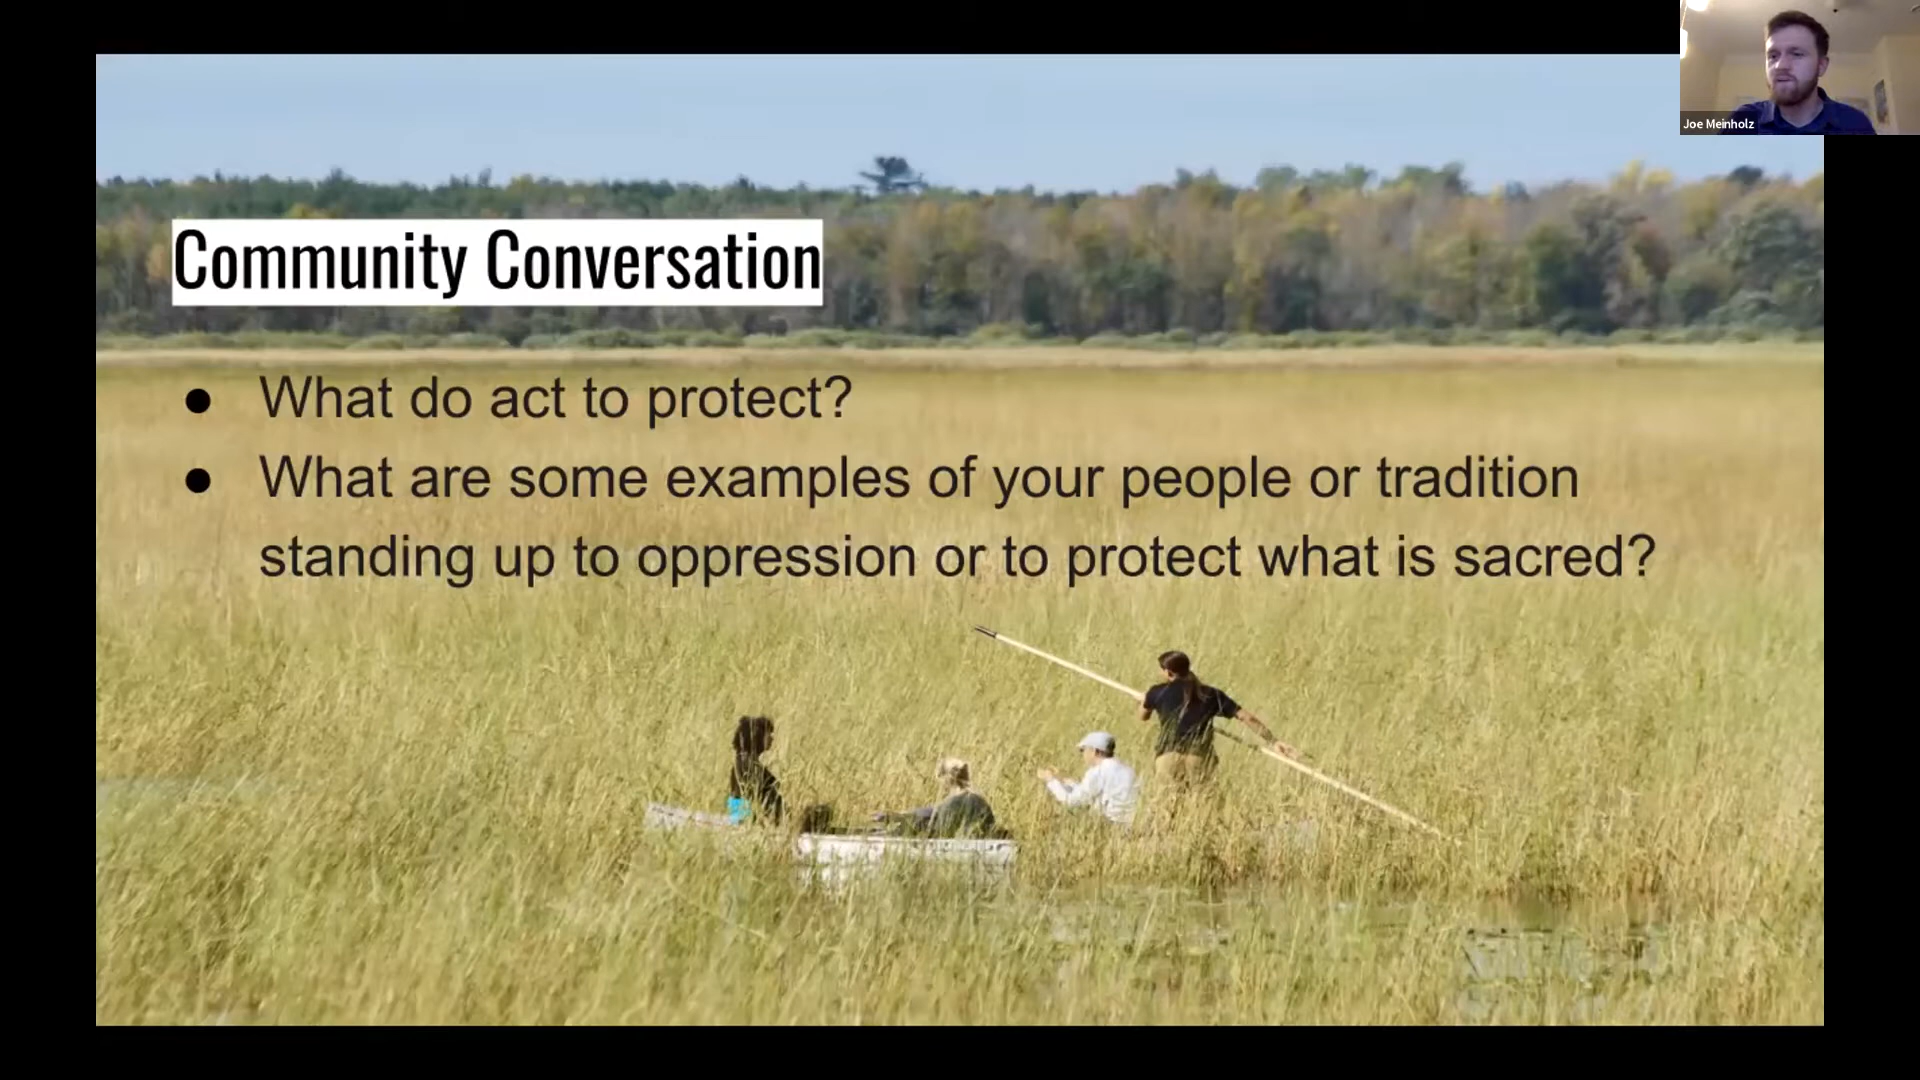 Joe Meinholz
Community Conversation
● What do act to protect?
● What are some examples of your people or tradition
standing up to oppression or to protect what is sacred?